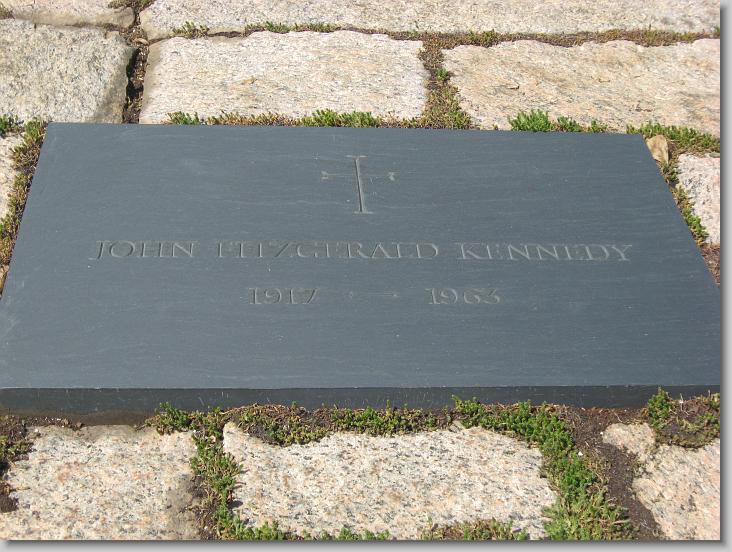 JOHN FITZGERALD KENNEDY
1917 — 1963